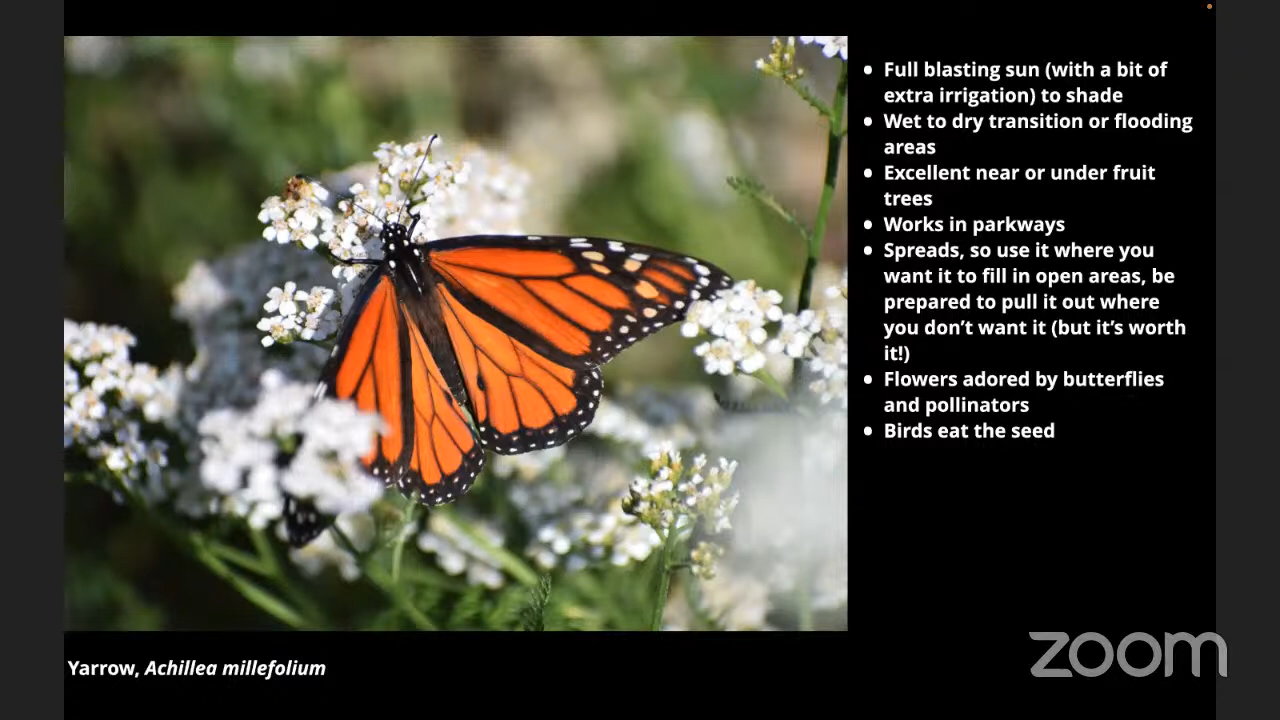 • Full blasting sun (with a bit of
extra irrigation) to shade
• Wet to dry transition or flooding
areas
• Excellent near or under fruit
trees
• Works in parkways
• Spreads, so use it where you
want it to fill in open areas, be
prepared to pull it out where
you don’t want it (but it’s worth
it!)
• Flowers adored by butterflies
and pollinators
• Birds eat the seed
Yarrow, Achillea millefolium
zoom